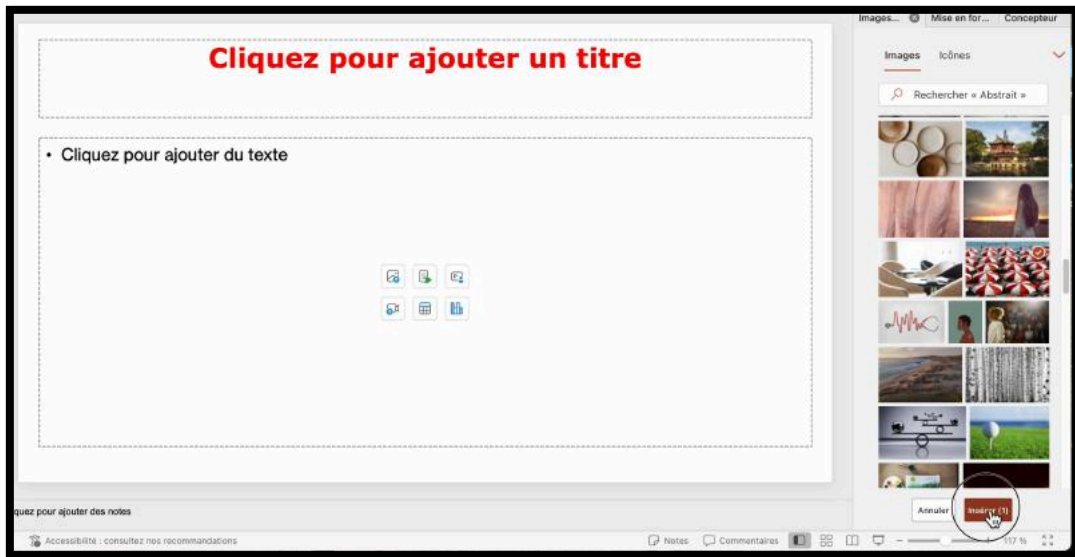 Images... Mise en for... Concepteur
Images Icônes
Rechercher « Abstrait »
Cliquez pour ajouter un titre
• Cliquez pour ajouter du texte
Annuler Insérer (1)
quez pour ajouter des notes
Accessibilité : consultez nos recommandations Notes Commentaires 117 %